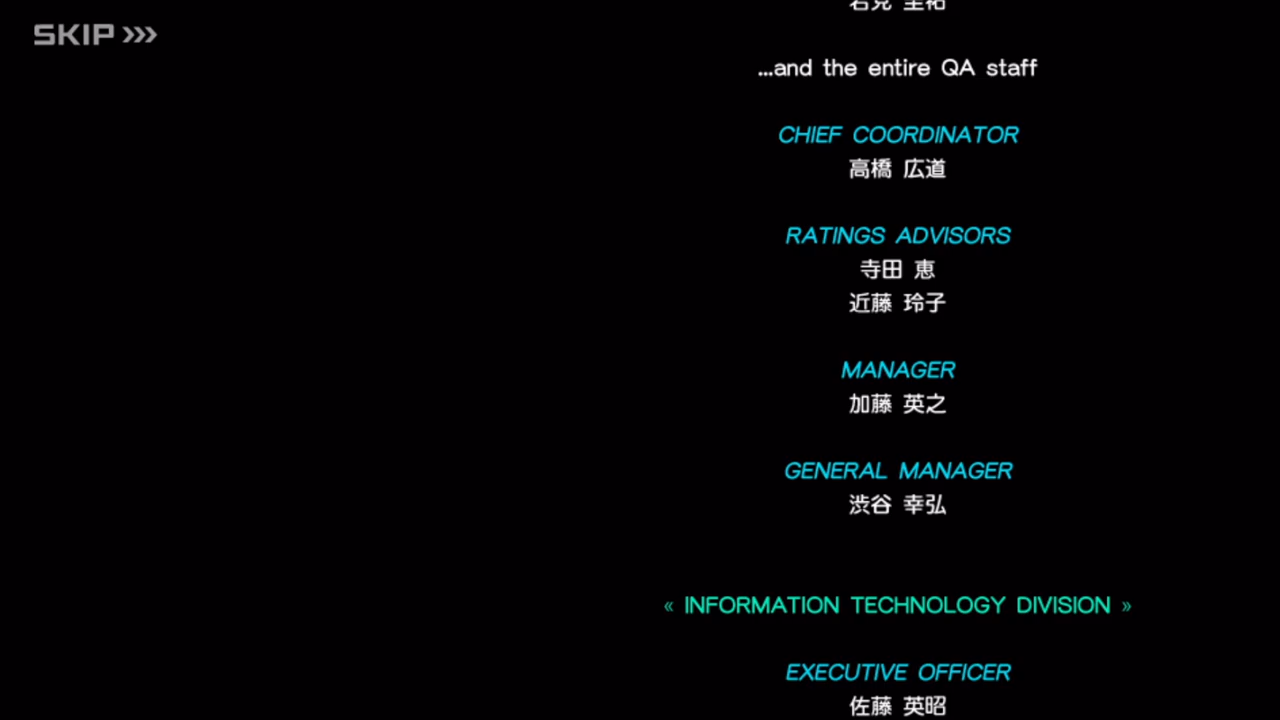 SKIP »›
...and the entire QA staff
CHIEF COORDINATOR
高橋 広道
RATINGS ADVISORS
寺田 恵
近藤 玲子
MANAGER
加藤 英之
GENERAL MANAGER
渋谷 幸弘
« INFORMATION TECHNOLOGY DIVISION »
EXECUTIVE OFFICER
佐藤 英昭